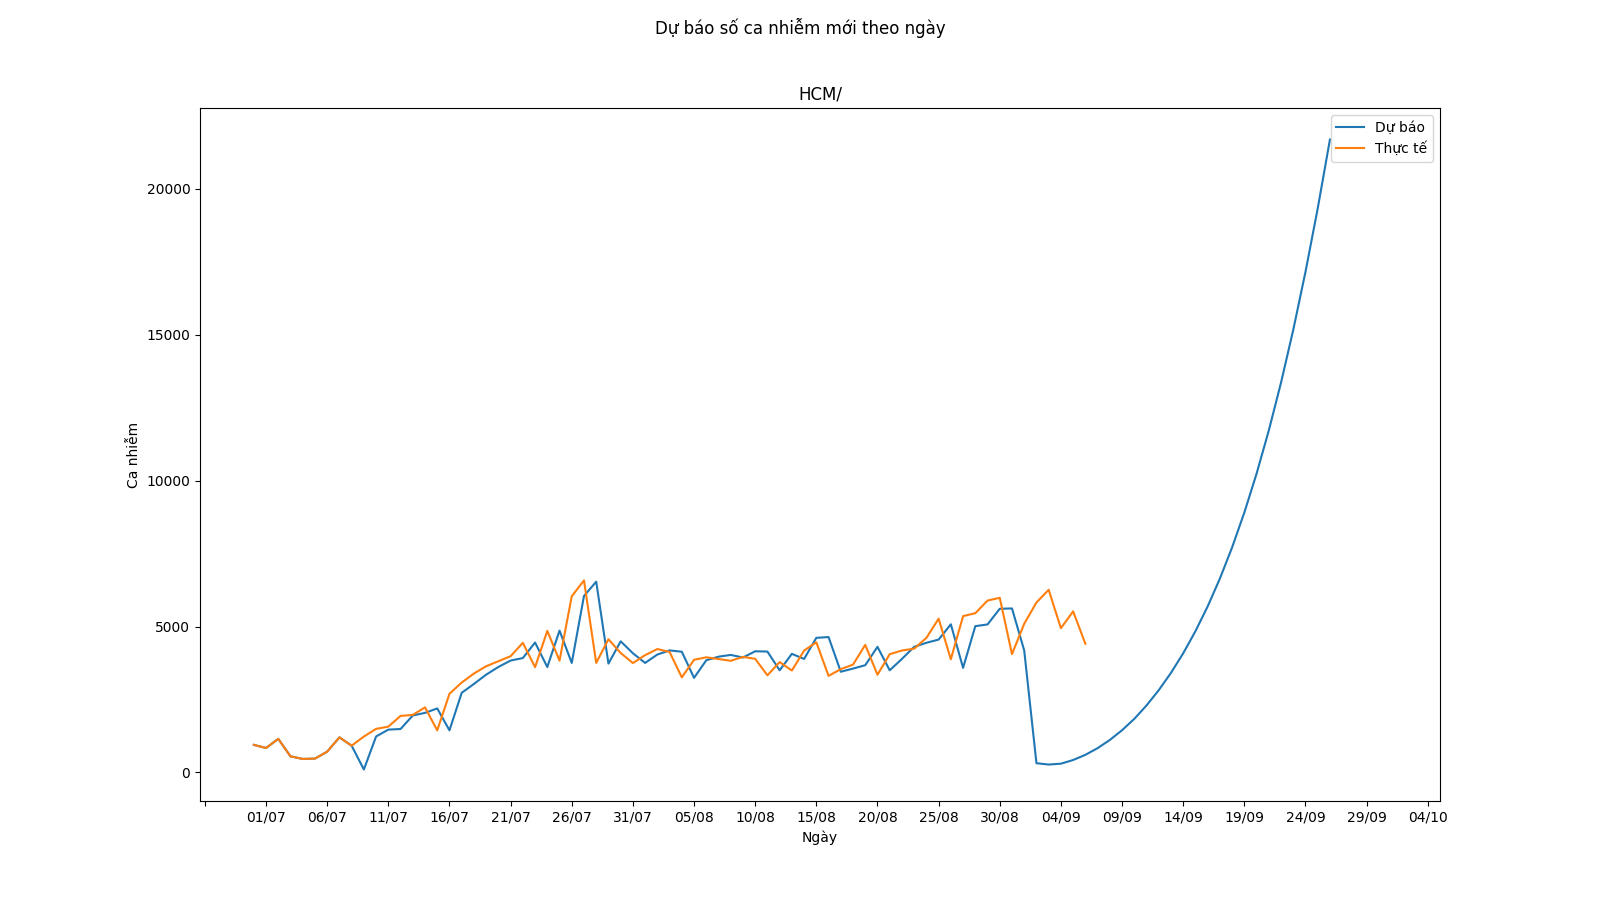 Dự báo số ca nhiễm mới theo ngày
HCM/
Dự báo
Thực tế
Ca nhiễm
20000
15000
10000
5000
0
01/07 06/07 11/07 16/07 21/07 26/07 31/07 05/08 10/08 15/08 20/08 25/08 30/08 04/09 09/09 14/09 19/09 24/09 29/09 04/10
Ngày